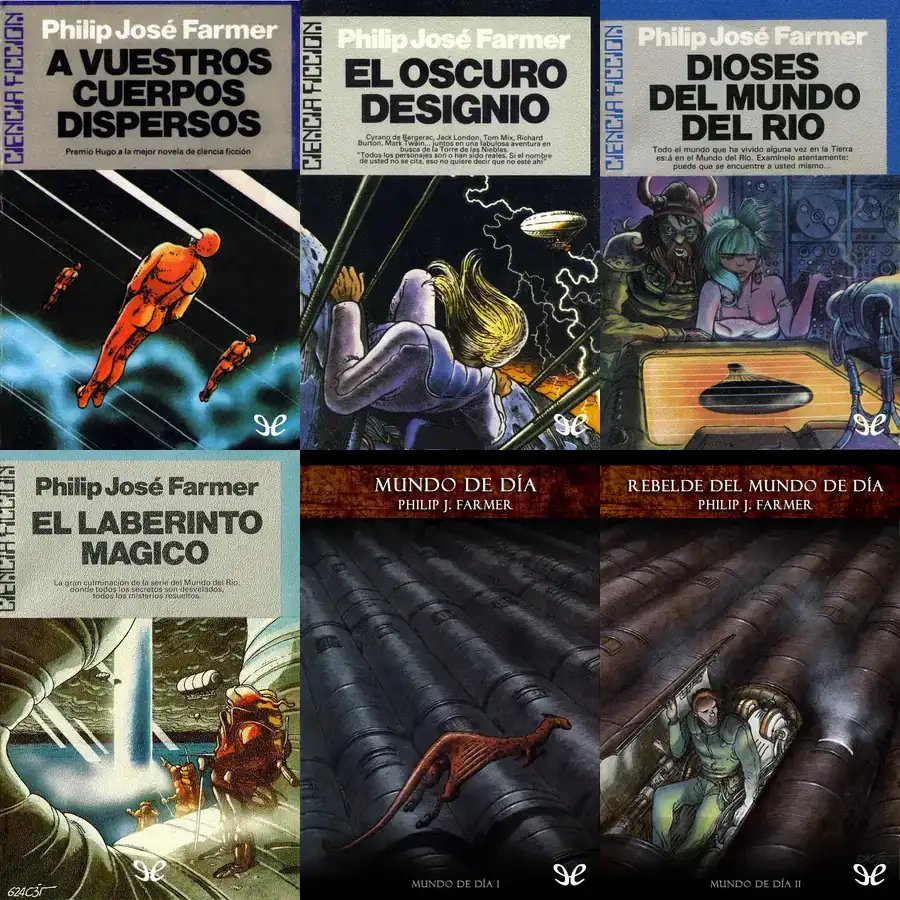 CIENCIA FICCION
Philip José Farmer
A VUESTROS
CUERPOS
DISPERSOS
Premio Hugo a la mejor novela de ciencia ficción
CIENCIA FICCION
Philip José Farmer
EL OSCURO
DESIGNIO
Cyrano de Bergerac, Jack London, Tom Mix, Richard
Burton, Mark Twain... juntos en una fabulosa aventura en
busca de la Torre de las Nieblas.
"Todos los personajes son o han sido reales. Si el nombre
de usted no se cita, eso no quiere decir que no esté ahí"
CIENCIA FICCION
Philip José Farmer
DIOSES
DEL MUNDO
DEL RIO
Todo el mundo que ha vivido alguna vez en la Tierra
está en el Mundo del Río. Examínelo atentamente:
puede que se encuentre a usted mismo...
CIENCIA FICCION
Philip José Farmer
EL LABERINTO
MAGICO
La gran culminación de la serie del Mundo del Río,
donde todos los secretos son desvelados,
todos los misterios resueltos.
MUNDO DE DÍA
PHILIP J. FARMER
MUNDO DE DÍA I
REBELDE DEL MUNDO DE DÍA
PHILIP J. FARMER
MUNDO DE DÍA II